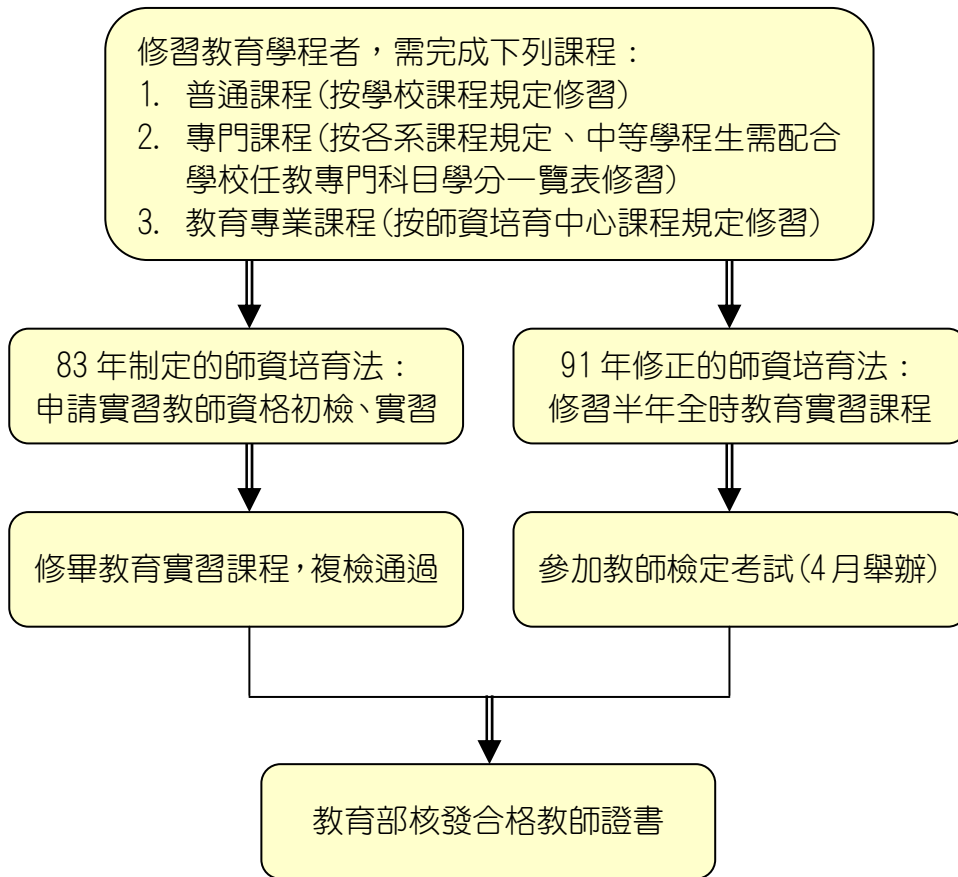 修習教育學程者，需完成下列課程：
1. 普通課程(按學校課程規定修習)
2. 專門課程(按各系課程規定、中等學程生需配合
學校任教專門科目學分一覽表修習)
3. 教育專業課程(按師資培育中心課程規定修習)
83年制定的師資培育法：
申請實習教師資格初檢、實習
91年修正的師資培育法：
修習半年全時教育實習課程
修畢教育實習課程，複檢通過
參加教師檢定考試(4月舉辦)
教育部核發合格教師證書